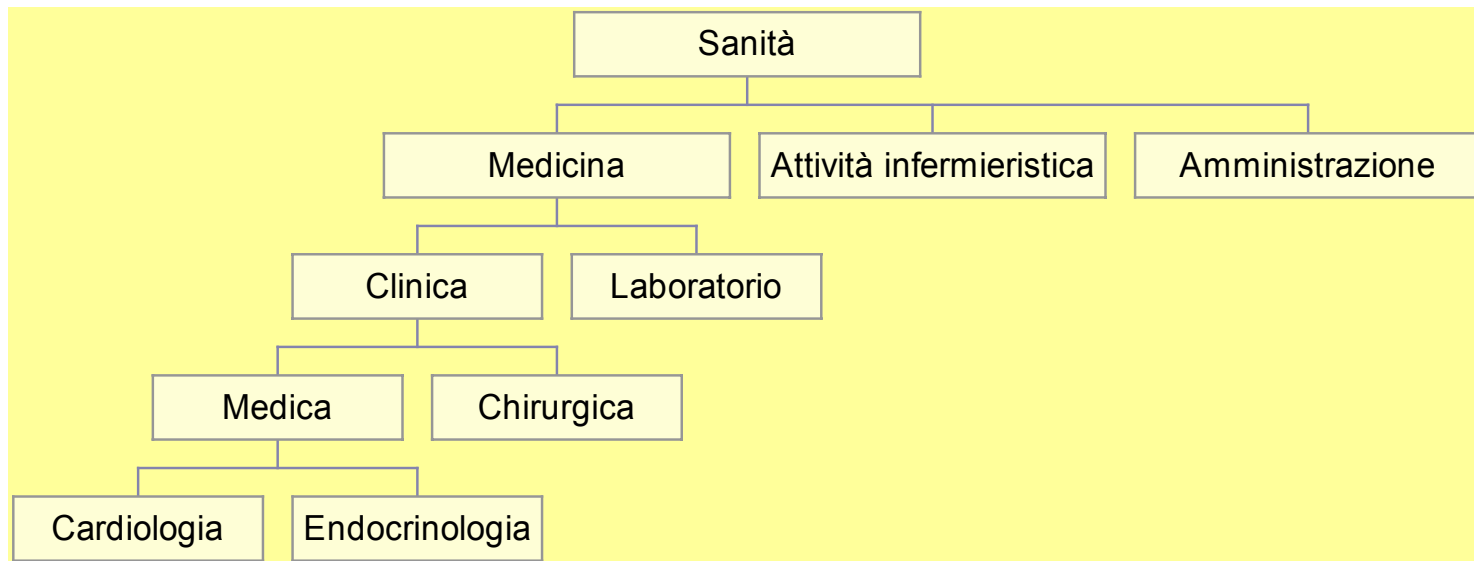 Sanità
Medicina
Attività infermieristica
Amministrazione
Clinica
Laboratorio
Medica
Chirurgica
Cardiologia
Endocrinologia